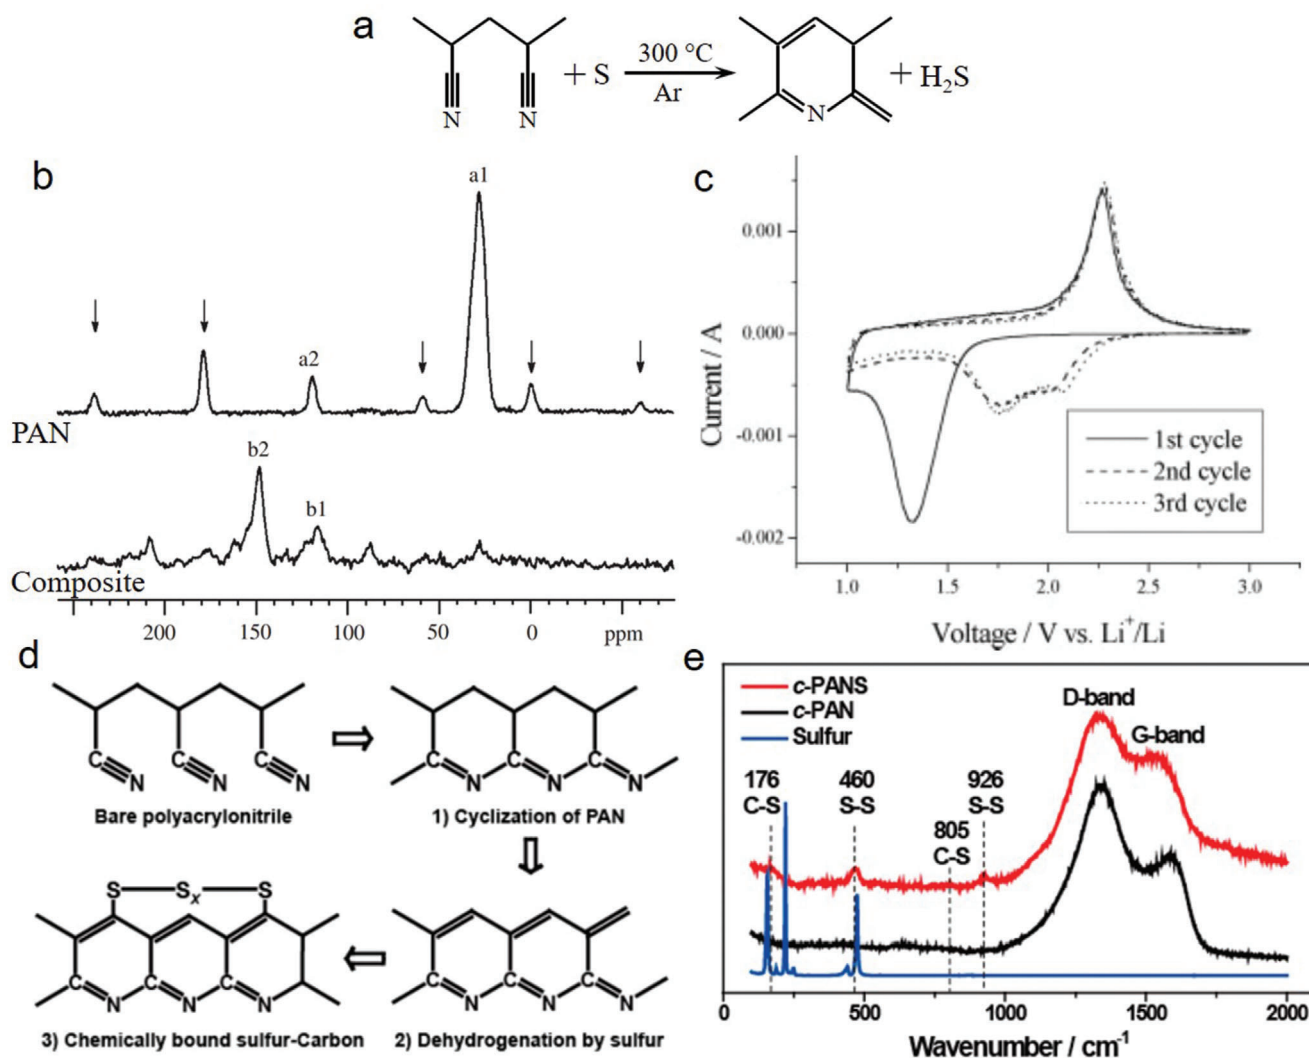 a
+ S
300 °C
Ar
+ H₂S
N
N
N
b
a1
a2
PAN
b2
b1
Composite
200
150
100
50
0
ppm
c
0.001
0.000
-0.001
-0.002
Current / A
1st cycle
2nd cycle
3rd cycle
1.0
1.5
2.0
2.5
3.0
Voltage / V vs. Li⁺/Li
d
C
N
C
N
C
N
Bare polyacrylonitrile
C
N
C
N
C
N
1) Cyclization of PAN
S
Sₓ
S
C
N
C
N
C
N
3) Chemically bound sulfur-Carbon
C
N
C
N
C
N
2) Dehydrogenation by sulfur
e
c-PANS
c-PAN
Sulfur
D-band
G-band
176
C-S
460
S-S
805
C-S
926
S-S
0
500
1000
1500
2000
Wavenumber / cm⁻¹